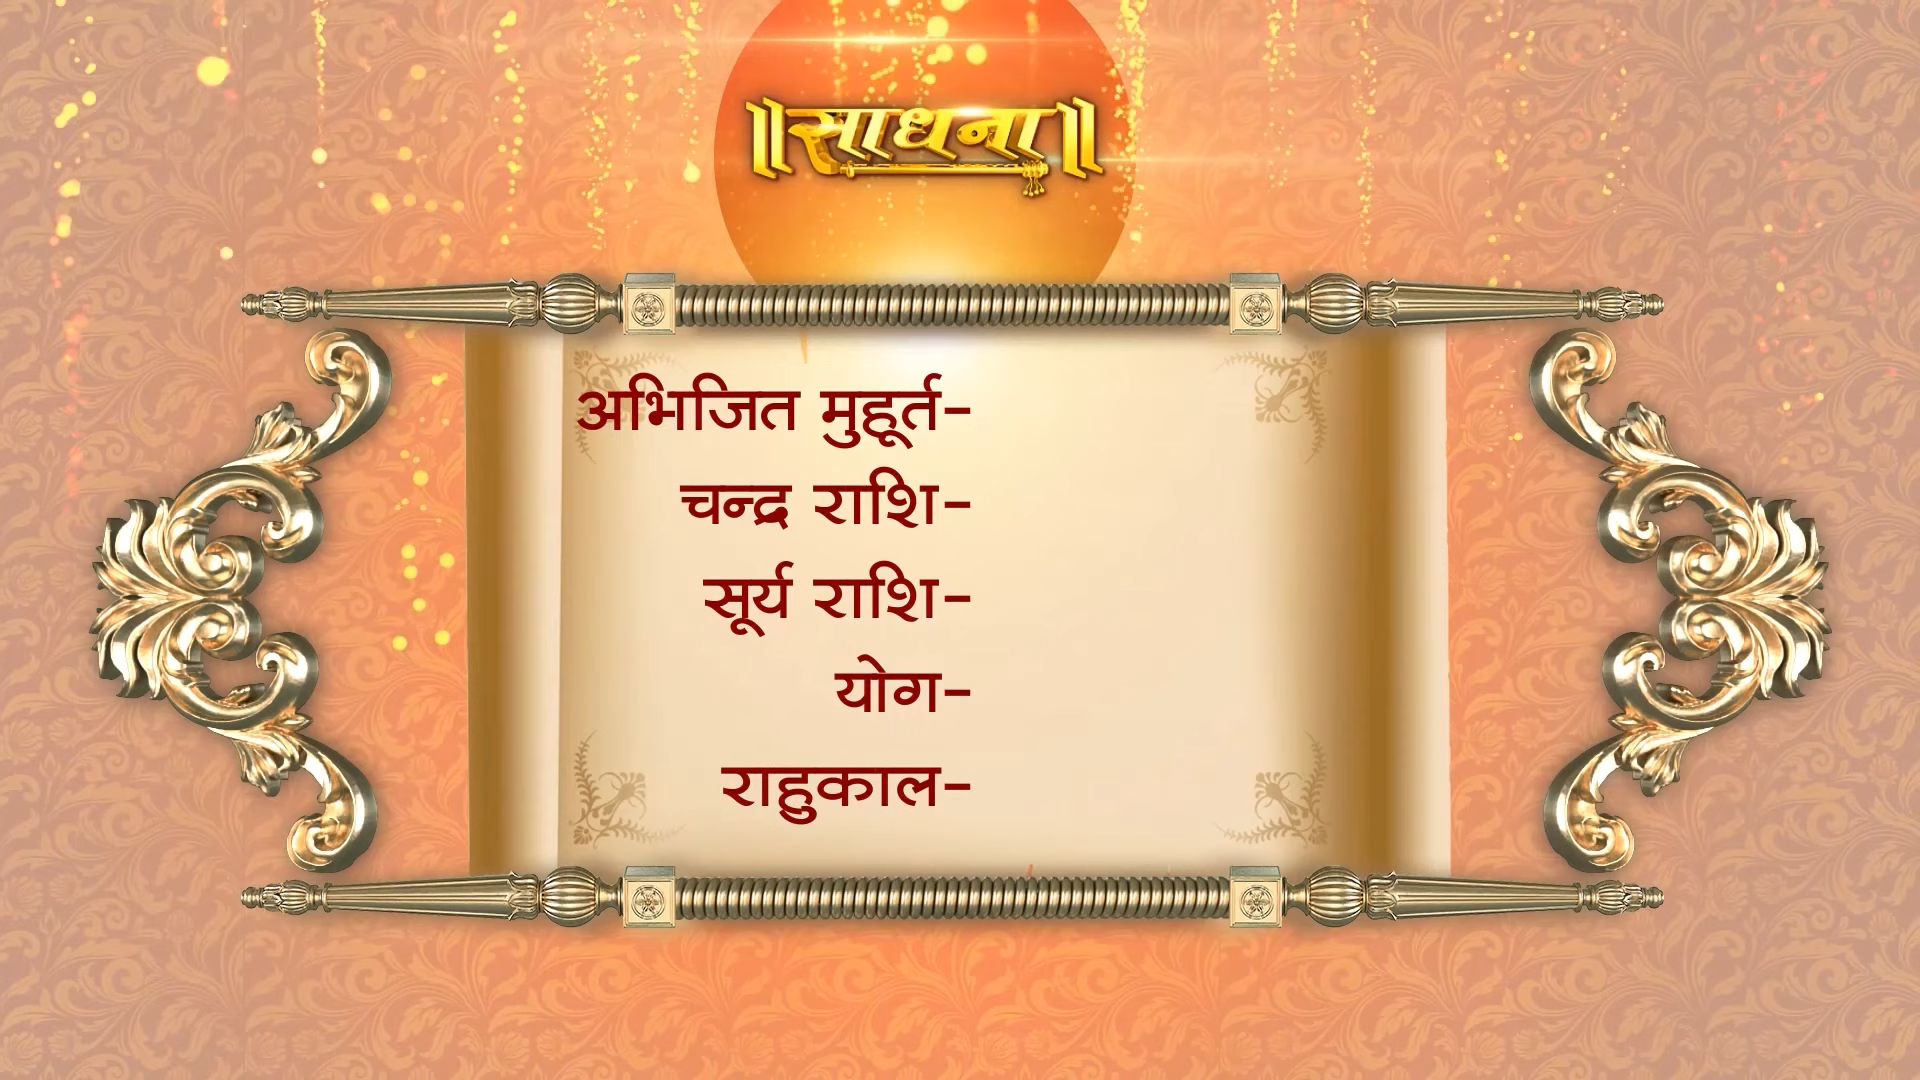 ॥साधना॥
अभिजित मुहूर्त-
चन्द्र राशि-
सूर्य राशि-
योग-
राहुकाल-